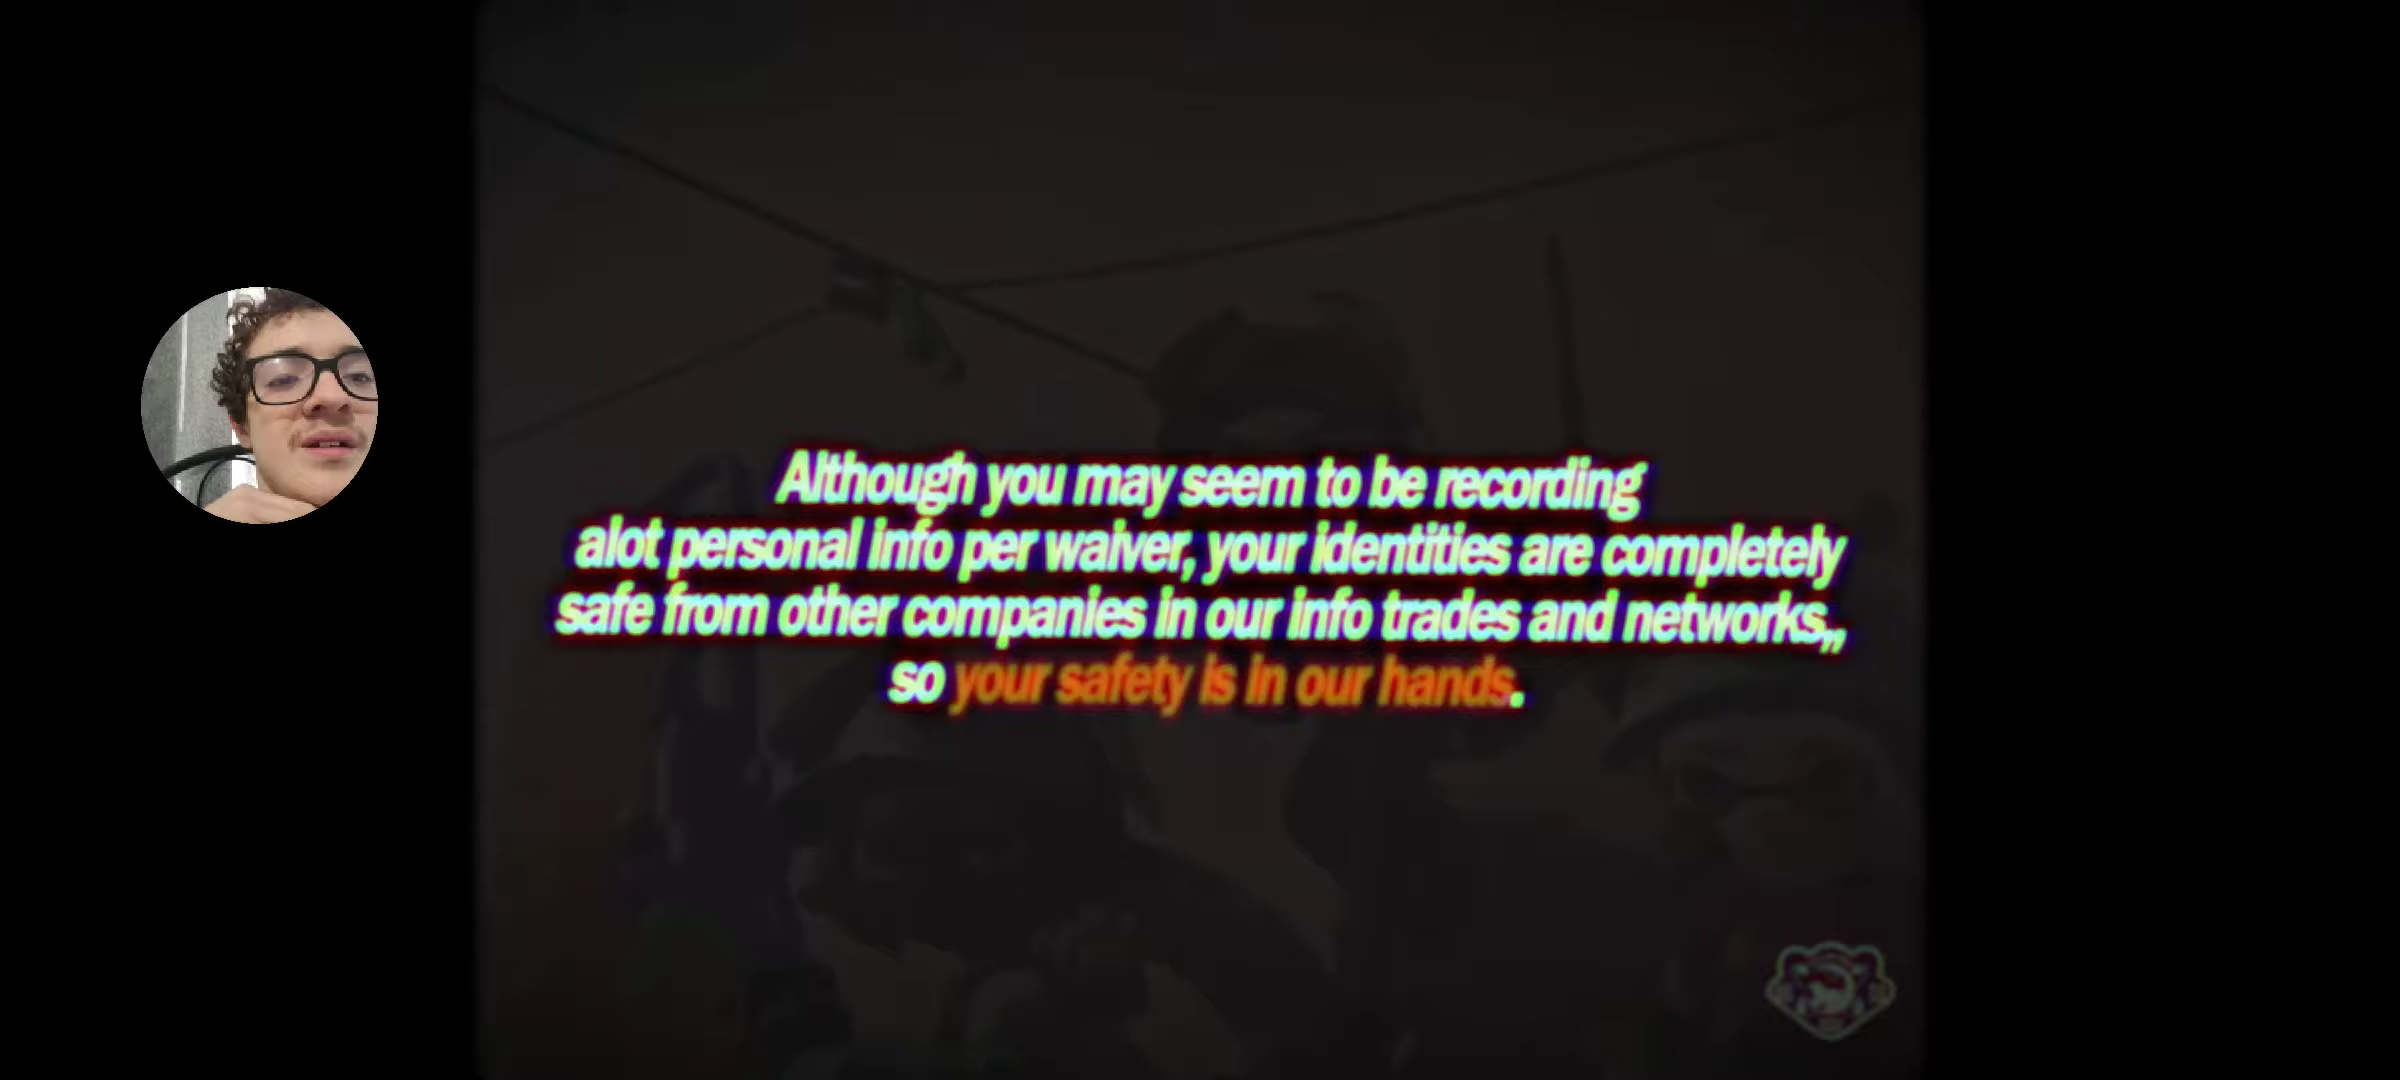 Although you may seem to be recording
alot personal info per waiver, your identities are completely
safe from other companies in our info trades and networks,,
so your safety is in our hands.